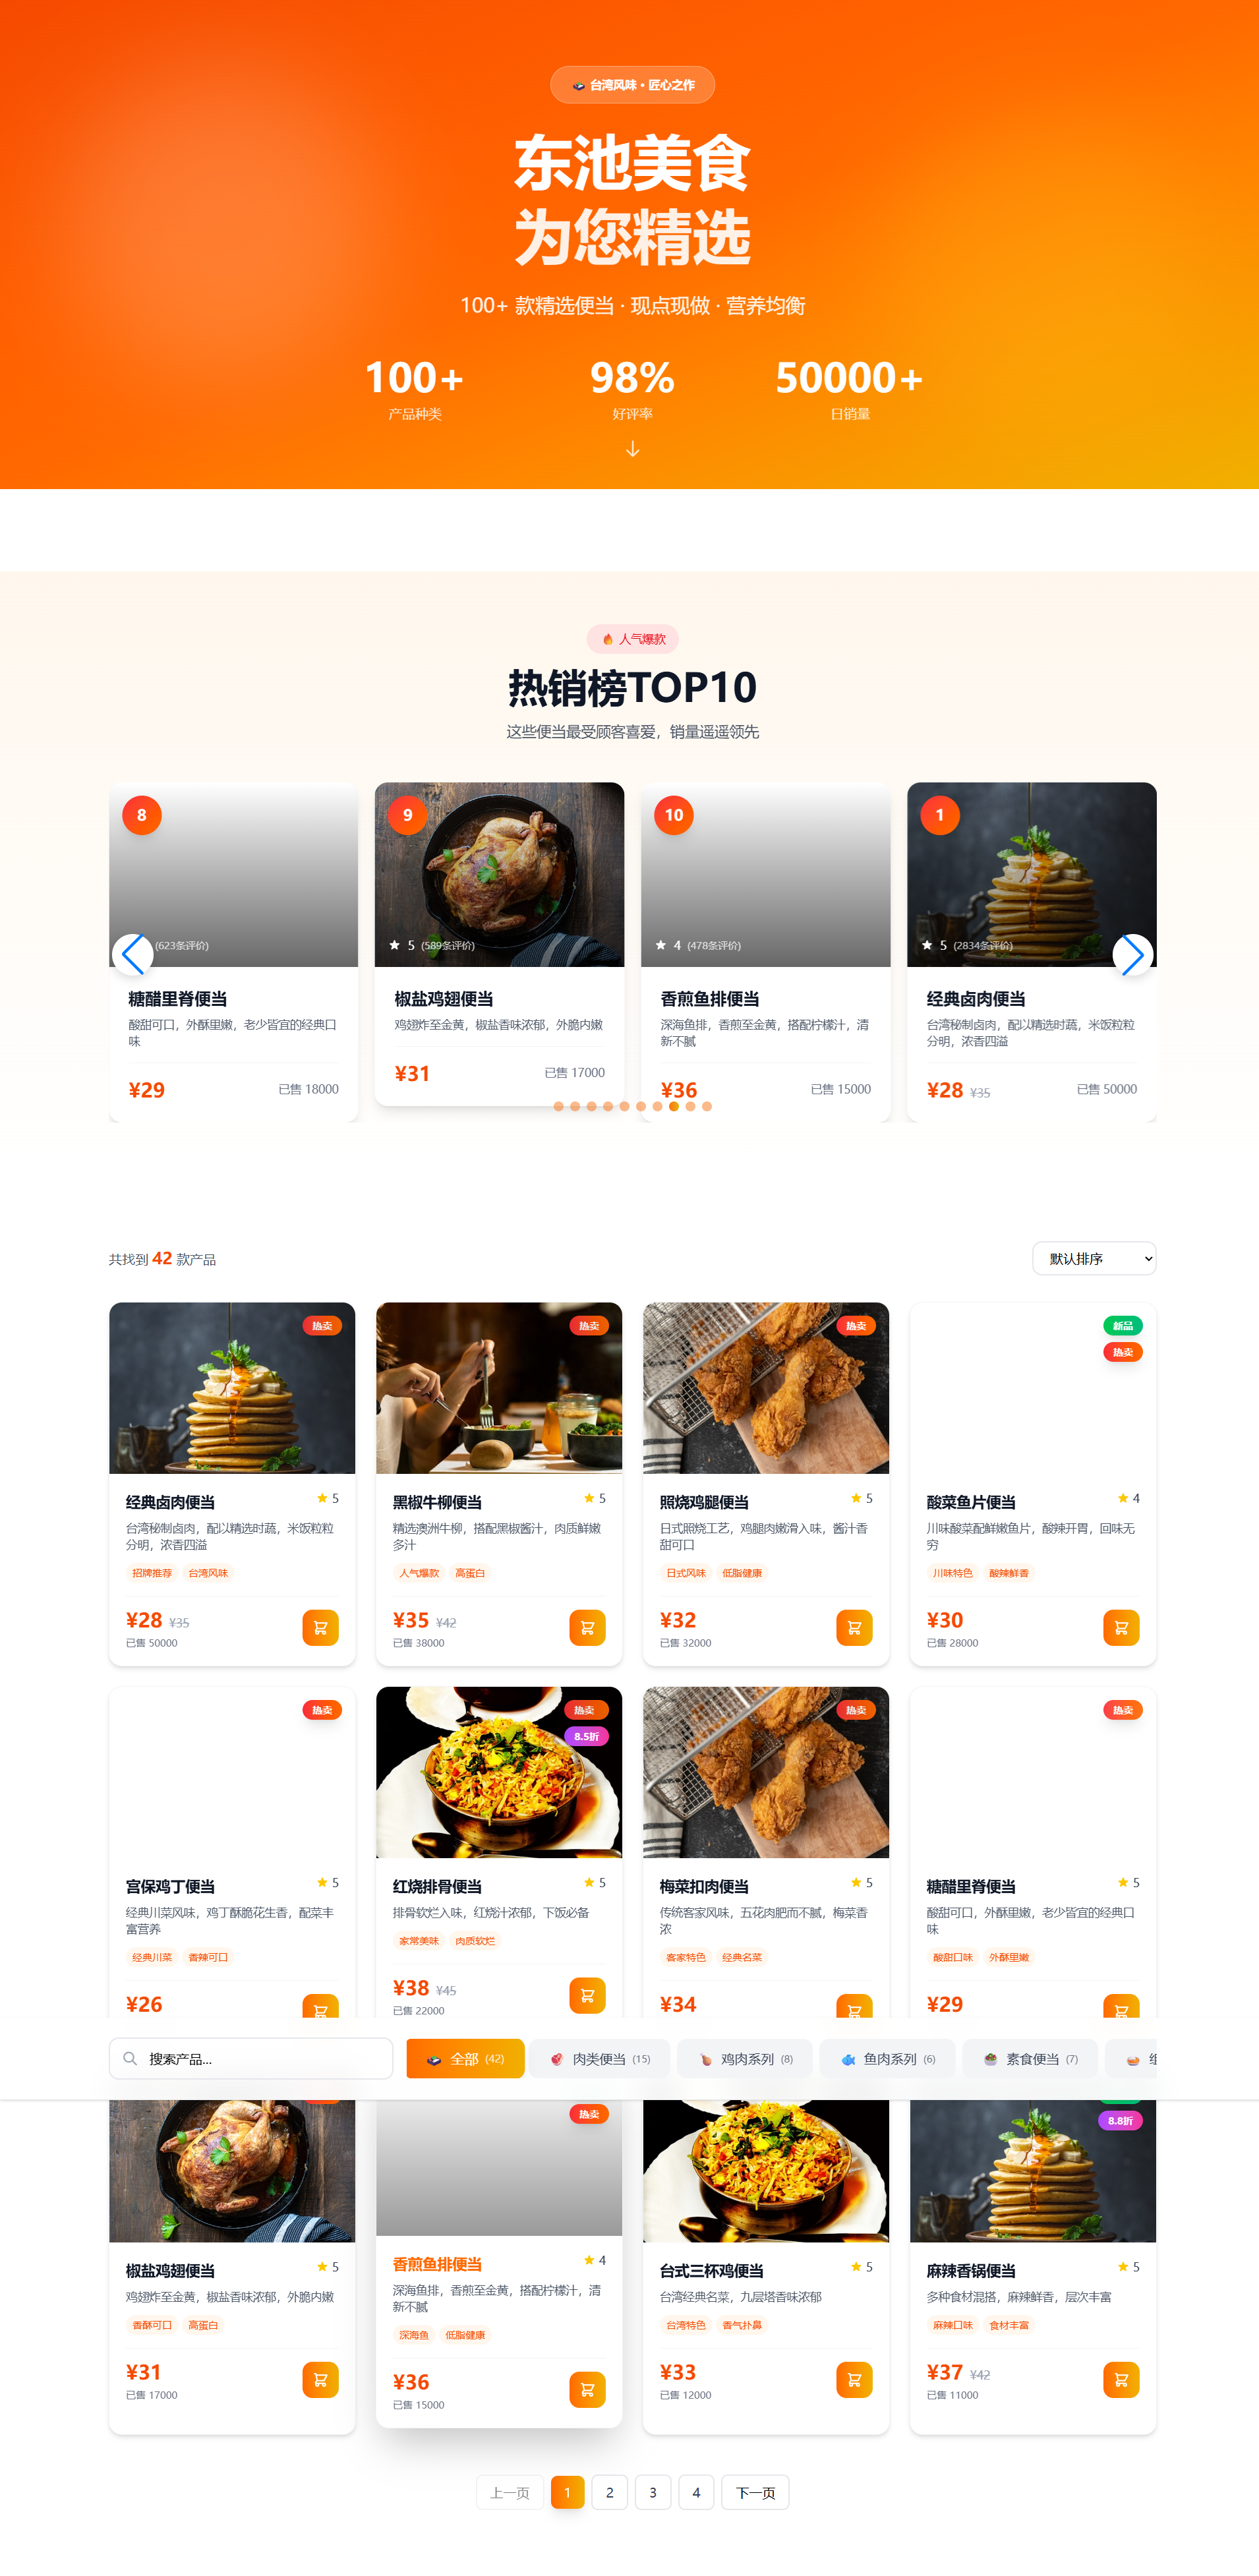 台湾风味 · 匠心之作
东池美食
为您精选
100+ 款精选便当 · 现点现做 · 营养均衡
100+
98%
50000+
产品种类
好评率
日销量
人气爆款
热销榜TOP10
这些便当最受顾客喜爱，销量遥遥领先
8
(623条评价)
糖醋里脊便当
酸甜可口，外酥里嫩，老少皆宜的经典口
味
¥29
已售 18000
9
5 (589条评价)
椒盐鸡翅便当
鸡翅炸至金黄，椒盐香味浓郁，外脆内嫩
¥31
已售 17000
10
4 (478条评价)
香煎鱼排便当
深海鱼排，香煎至金黄，搭配柠檬汁，清
新不腻
¥36
已售 15000
1
5 (2834条评价)
经典卤肉便当
台湾秘制卤肉，配以精选时蔬，米饭粒粒
分明，浓香四溢
¥28 ¥35
已售 50000
共找到 42 款产品
默认排序
热卖
经典卤肉便当
5
台湾秘制卤肉，配以精选时蔬，米饭粒粒
分明，浓香四溢
招牌推荐 台湾风味
¥28 ¥35
已售 50000
热卖
黑椒牛柳便当
5
精选澳洲牛柳，搭配黑椒酱汁，肉质鲜嫩
多汁
人气爆款 高蛋白
¥35 ¥42
已售 38000
热卖
照烧鸡腿便当
5
日式照烧工艺，鸡腿肉嫩滑入味，酱汁香
甜可口
日式风味 低脂健康
¥32
已售 32000
新品
热卖
酸菜鱼片便当
4
川味酸菜配鲜嫩鱼片，酸辣开胃，回味无
穷
川味特色 酸辣鲜香
¥30
已售 28000
热卖
宫保鸡丁便当
5
经典川菜风味，鸡丁酥脆花生香，配菜丰
富营养
经典川菜 香辣可口
¥26
热卖
8.5折
红烧排骨便当
5
排骨软烂入味，红烧汁浓郁，下饭必备
家常美味 肉质软烂
¥38 ¥45
已售 22000
热卖
梅菜扣肉便当
5
传统客家风味，五花肉肥而不腻，梅菜香
浓
客家特色 经典名菜
¥34
热卖
糖醋里脊便当
5
酸甜可口，外酥里嫩，老少皆宜的经典口
味
酸甜口味 外酥里嫩
¥29
搜索产品...
全部 (42)
肉类便当 (15)
鸡肉系列 (8)
鱼肉系列 (6)
素食便当 (7)
椒盐鸡翅便当
5
鸡翅炸至金黄，椒盐香味浓郁，外脆内嫩
香酥可口 高蛋白
¥31
已售 17000
热卖
香煎鱼排便当
4
深海鱼排，香煎至金黄，搭配柠檬汁，清
新不腻
深海鱼 低脂健康
¥36
已售 15000
台式三杯鸡便当
5
台湾经典名菜，九层塔香味浓郁
台湾特色 香气扑鼻
¥33
已售 12000
8.8折
麻辣香锅便当
5
多种食材混搭，麻辣鲜香，层次丰富
麻辣口味 食材丰富
¥37 ¥42
已售 11000
上一页
1
2
3
4
下一页